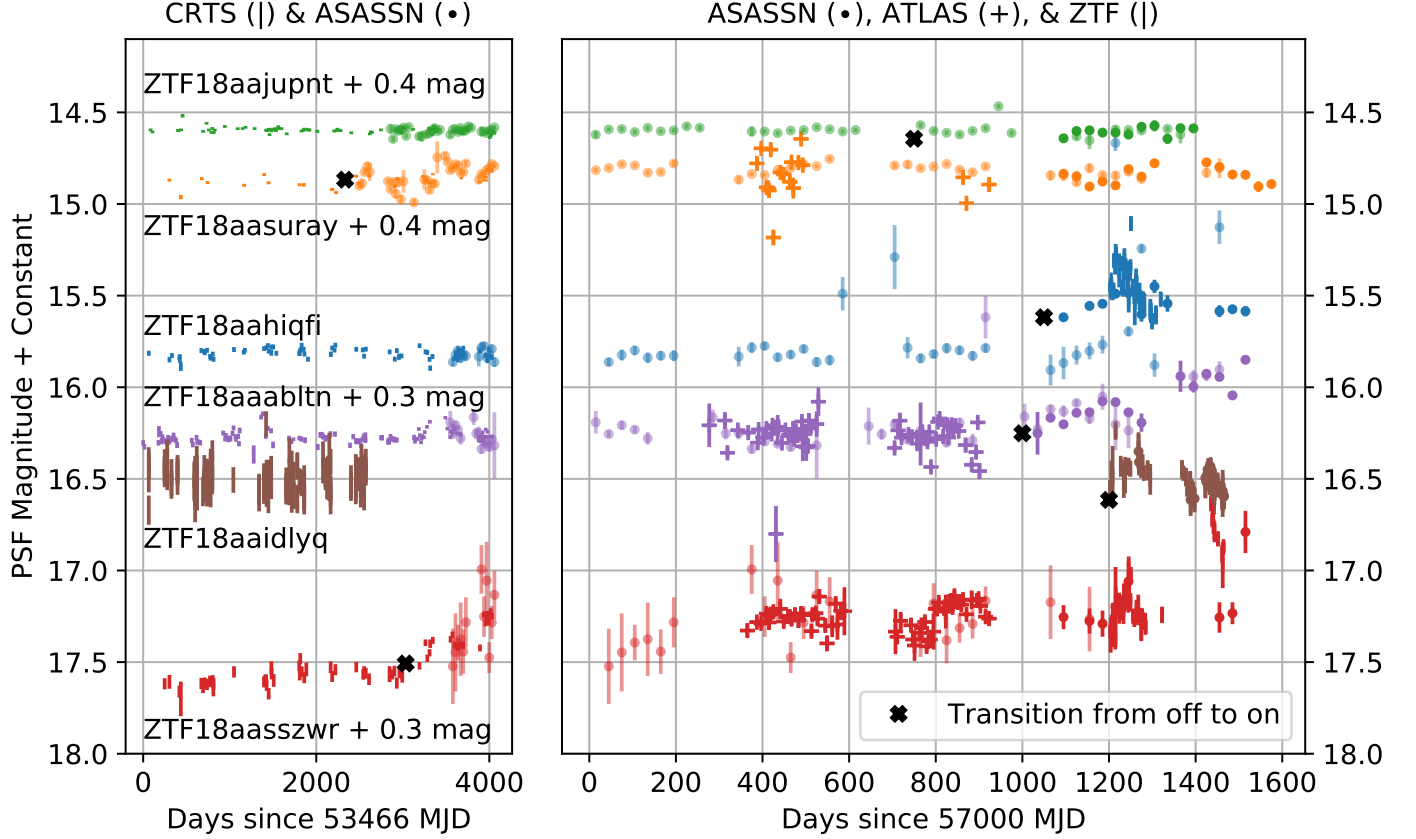 CRTS (|) & ASASSN (•)
ASASSN (•), ATLAS (+), & ZTF (|)
PSF Magnitude + Constant
14.5
15.0
15.5
16.0
16.5
17.0
17.5
18.0
ZTF18aajupnt + 0.4 mag
ZTF18aasuray + 0.4 mag
ZTF18aahiqfi
ZTF18aaabltn + 0.3 mag
ZTF18aaidlyq
ZTF18aasszwr + 0.3 mag
0 2000 4000
Days since 53466 MJD
Transition from off to on
14.5
15.0
15.5
16.0
16.5
17.0
17.5
18.0
0 200 400 600 800 1000 1200 1400 1600
Days since 57000 MJD